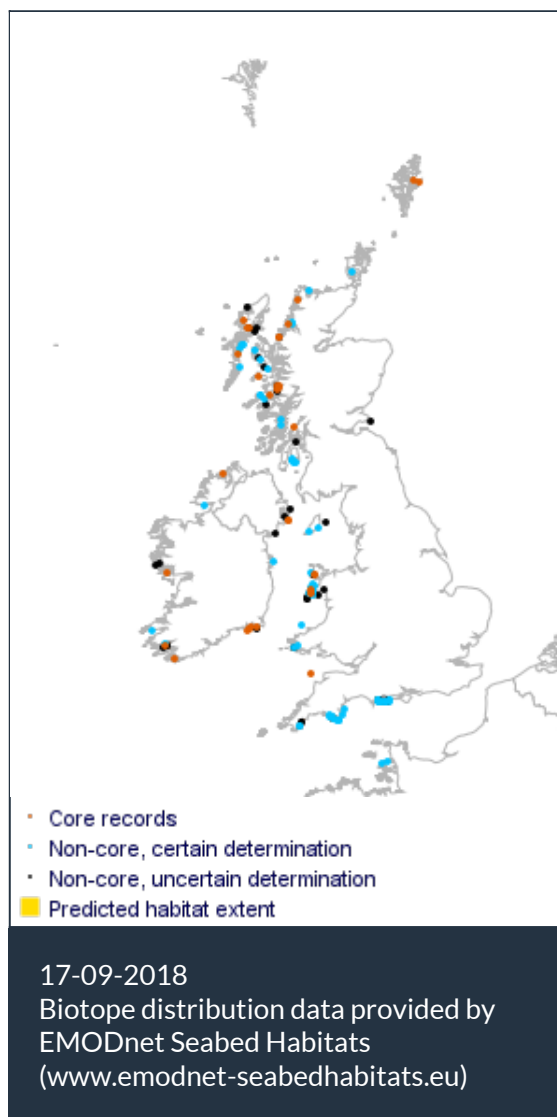 Core records
Non-core, certain determination
Non-core, uncertain determination
Predicted habitat extent
17-09-2018
Biotope distribution data provided by
EMODnet Seabed Habitats
(www.emodnet-seabedhabitats.eu)